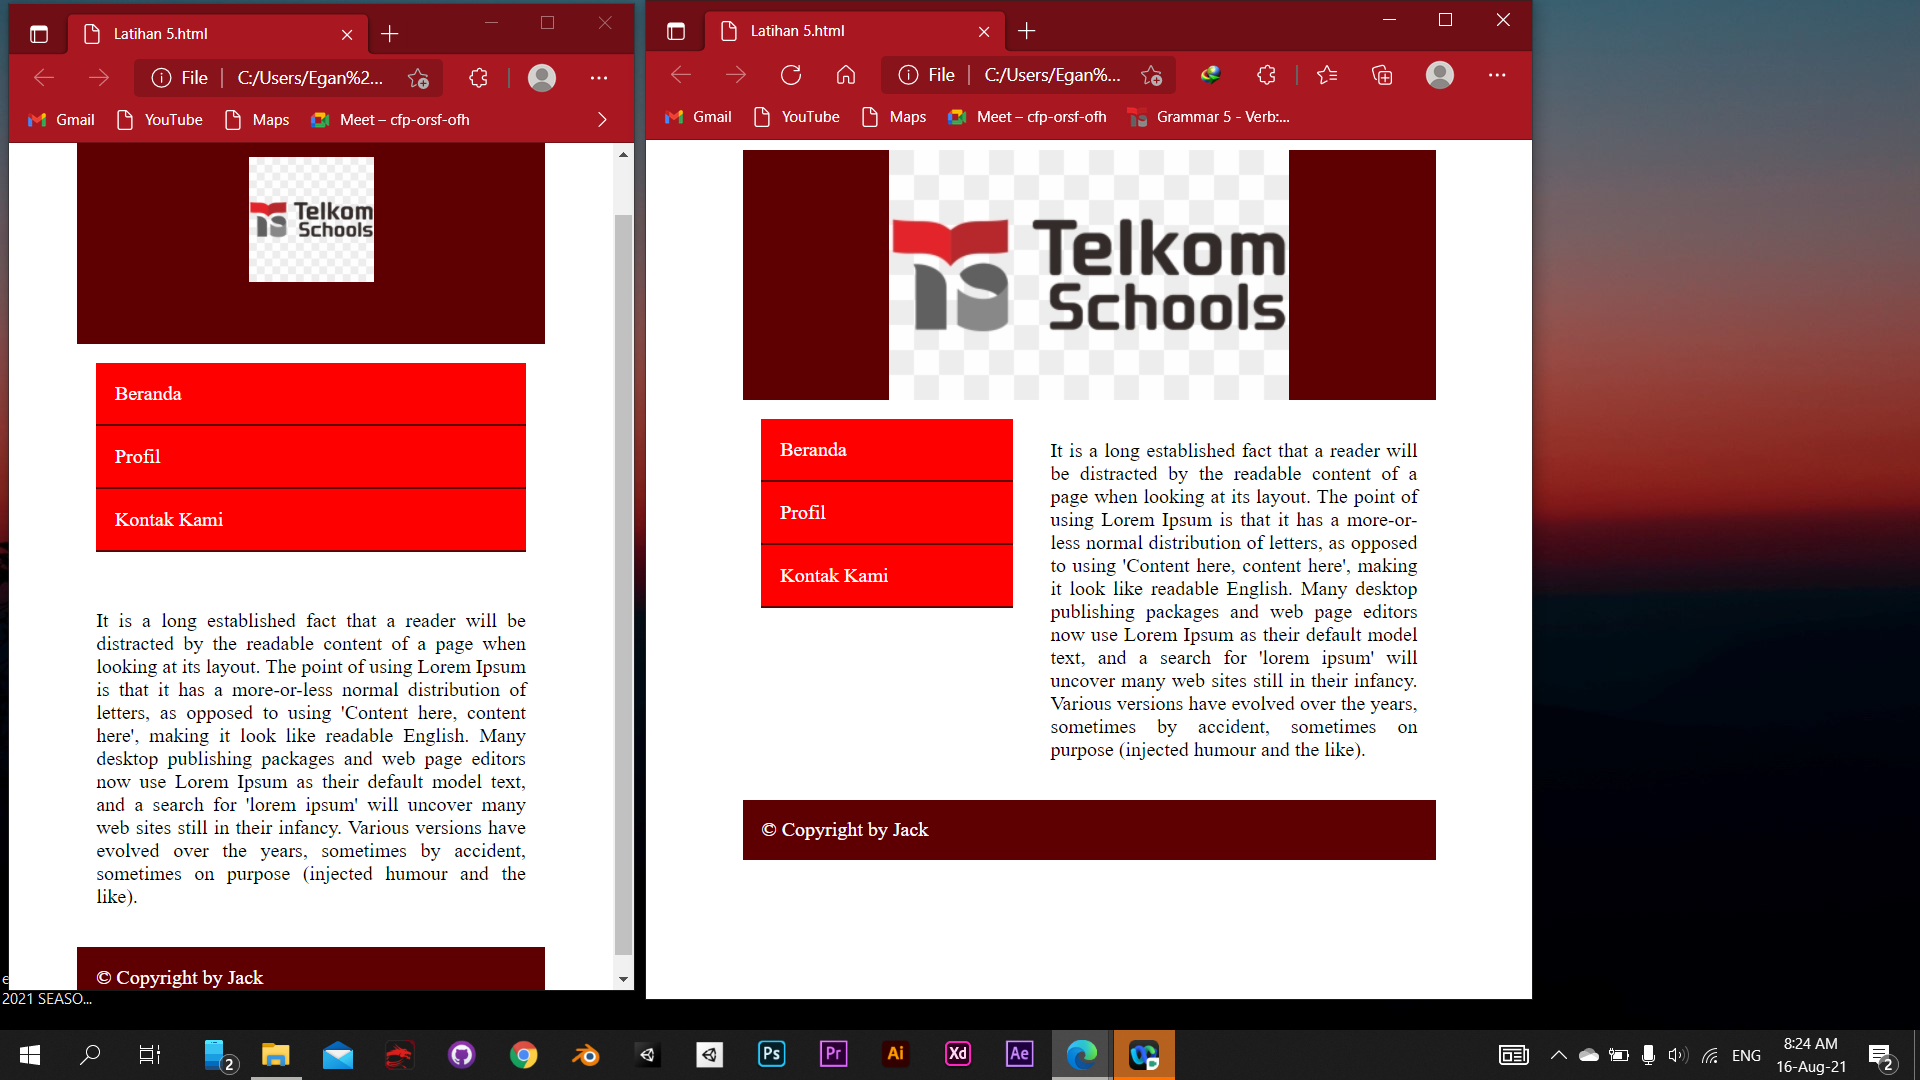 Latihan 5.html
File
C:/Users/Egan%2...
Gmail
YouTube
Maps
Meet – cfp-orsf-ofh
Telkom
Schools
Beranda
Profil
Kontak Kami
It is a long established fact that a reader will be
distracted by the readable content of a page when
looking at its layout. The point of using Lorem Ipsum
is that it has a more-or-less normal distribution of
letters, as opposed to using 'Content here, content
here', making it look like readable English. Many
desktop publishing packages and web page editors
now use Lorem Ipsum as their default model text,
and a search for 'lorem ipsum' will uncover many
web sites still in their infancy. Various versions have
evolved over the years, sometimes by accident,
sometimes on purpose (injected humour and the
like).
© Copyright by Jack
Latihan 5.html
File
C:/Users/Egan%...
Gmail
YouTube
Maps
Meet – cfp-orsf-ofh
Grammar 5 - Verb:...
Telkom
Schools
Beranda
Profil
Kontak Kami
It is a long established fact that a reader will
be distracted by the readable content of a
page when looking at its layout. The point of
using Lorem Ipsum is that it has a more-or-
less normal distribution of letters, as opposed
to using 'Content here, content here', making
it look like readable English. Many desktop
publishing packages and web page editors
now use Lorem Ipsum as their default model
text, and a search for 'lorem ipsum' will
uncover many web sites still in their infancy.
Various versions have evolved over the years,
sometimes by accident, sometimes on
purpose (injected humour and the like).
© Copyright by Jack
2021 SEASO...
2
Ps
Pr
Ai
Xd
Ae
ENG
8:24 AM
16-Aug-21
2